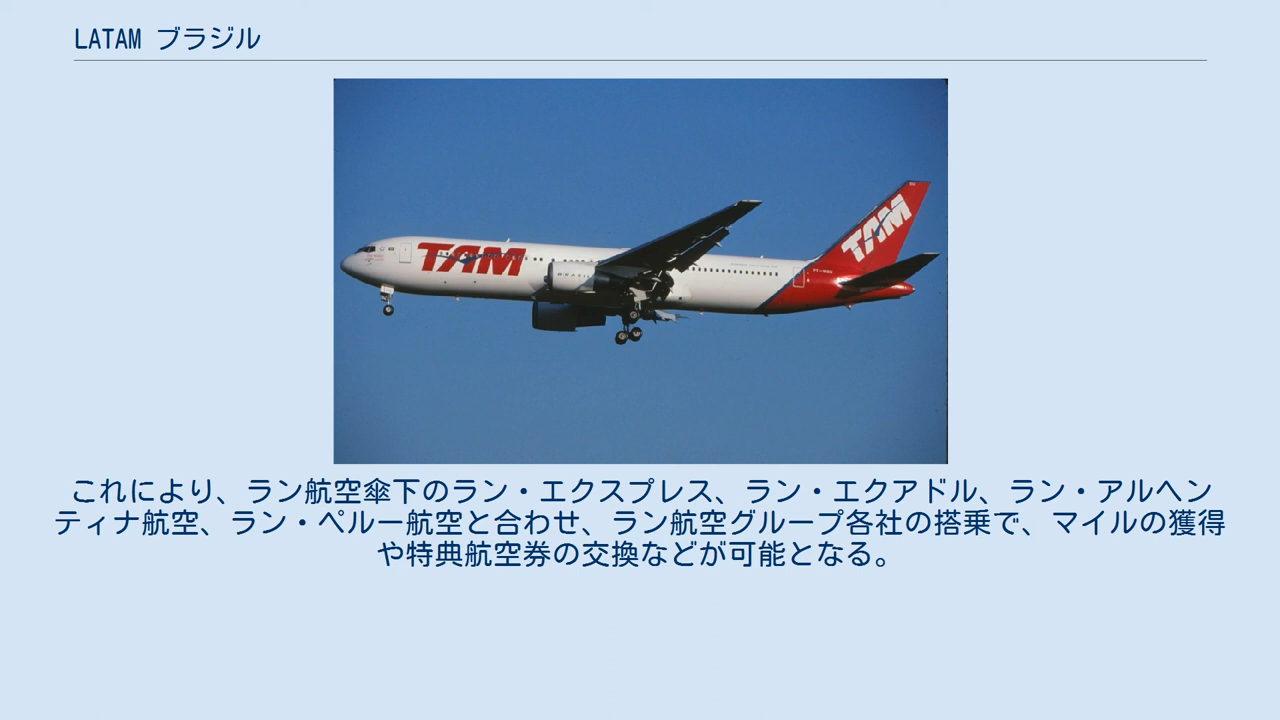 LATAM ブラジル
TAM
TAM
これにより、ラン航空傘下のラン・エクスプレス、ラン・エクアドル、ラン・アルヘン
ティナ航空、ラン・ペルー航空と合わせ、ラン航空グループ各社の搭乗で、マイルの獲得
や特典航空券の交換などが可能となる。